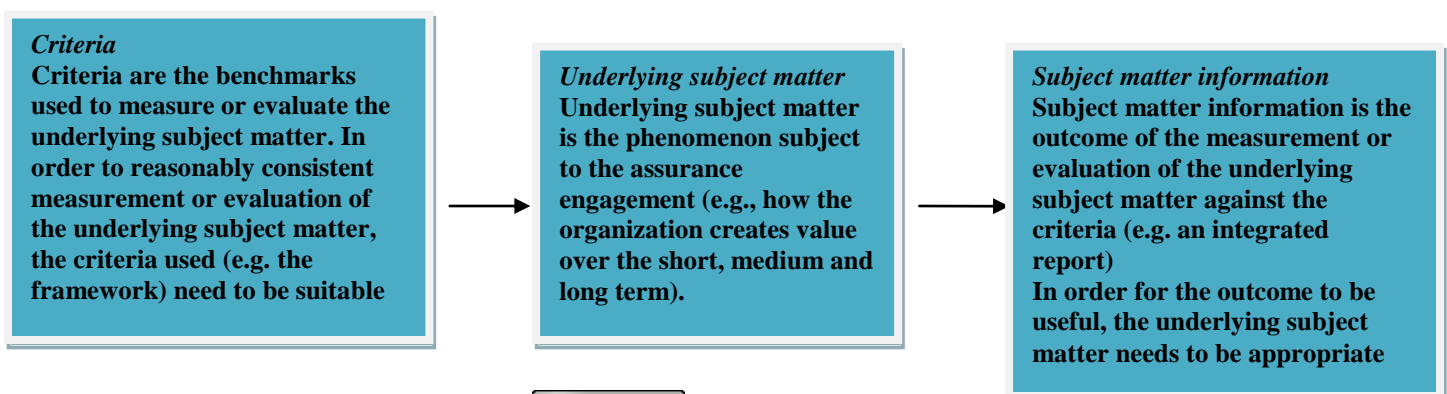 Criteria
Criteria are the benchmarks
used to measure or evaluate the
underlying subject matter. In
order to reasonably consistent
measurement or evaluation of
the underlying subject matter,
the criteria used (e.g. the
framework) need to be suitable
Underlying subject matter
Underlying subject matter
is the phenomenon subject
to the assurance
engagement (e.g., how the
organization creates value
over the short, medium and
long term).
Subject matter information
Subject matter information is the
outcome of the measurement or
evaluation of the underlying
subject matter against the
criteria (e.g. an integrated
report)
In order for the outcome to be
useful, the underlying subject
matter needs to be appropriate